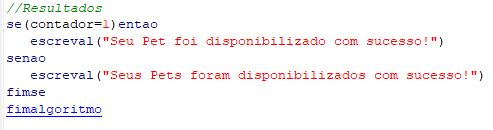 //Resultados
se(contador=1)entao
escreval("Seu Pet foi disponibilizado com sucesso!")
senao
escreval("Seus Pets foram disponibilizados com sucesso!")
fimse
fimalgoritmo